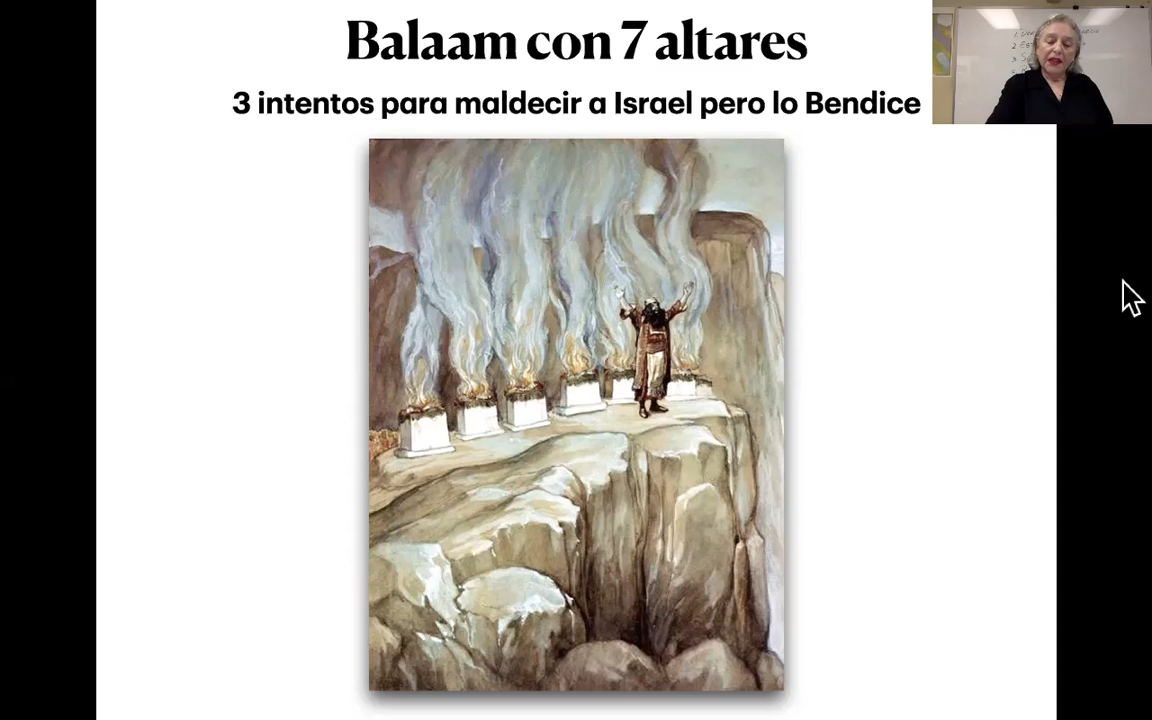 Balaam con 7 altares
3 intentos para maldecir a Israel pero lo Bendice